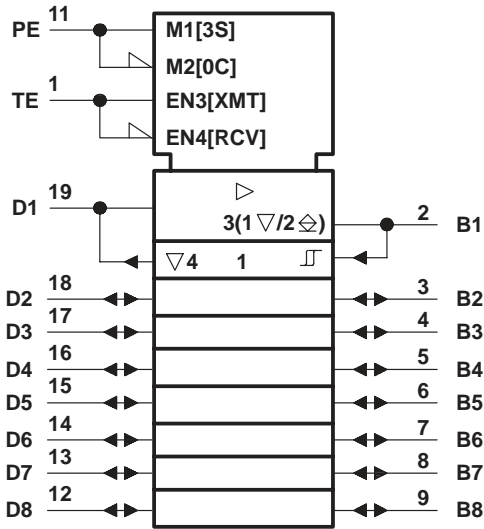 PE 11 M1[3S]
M2[0C]
TE 1 EN3[XMT]
EN4[RCV]
D1 19 ▷
3(1 ▽/2 ⎐) 2 B1
▽4 1
D2 18 3 B2
D3 17 4 B3
D4 16 5 B4
D5 15 6 B5
D6 14 7 B6
D7 13 8 B7
D8 12 9 B8